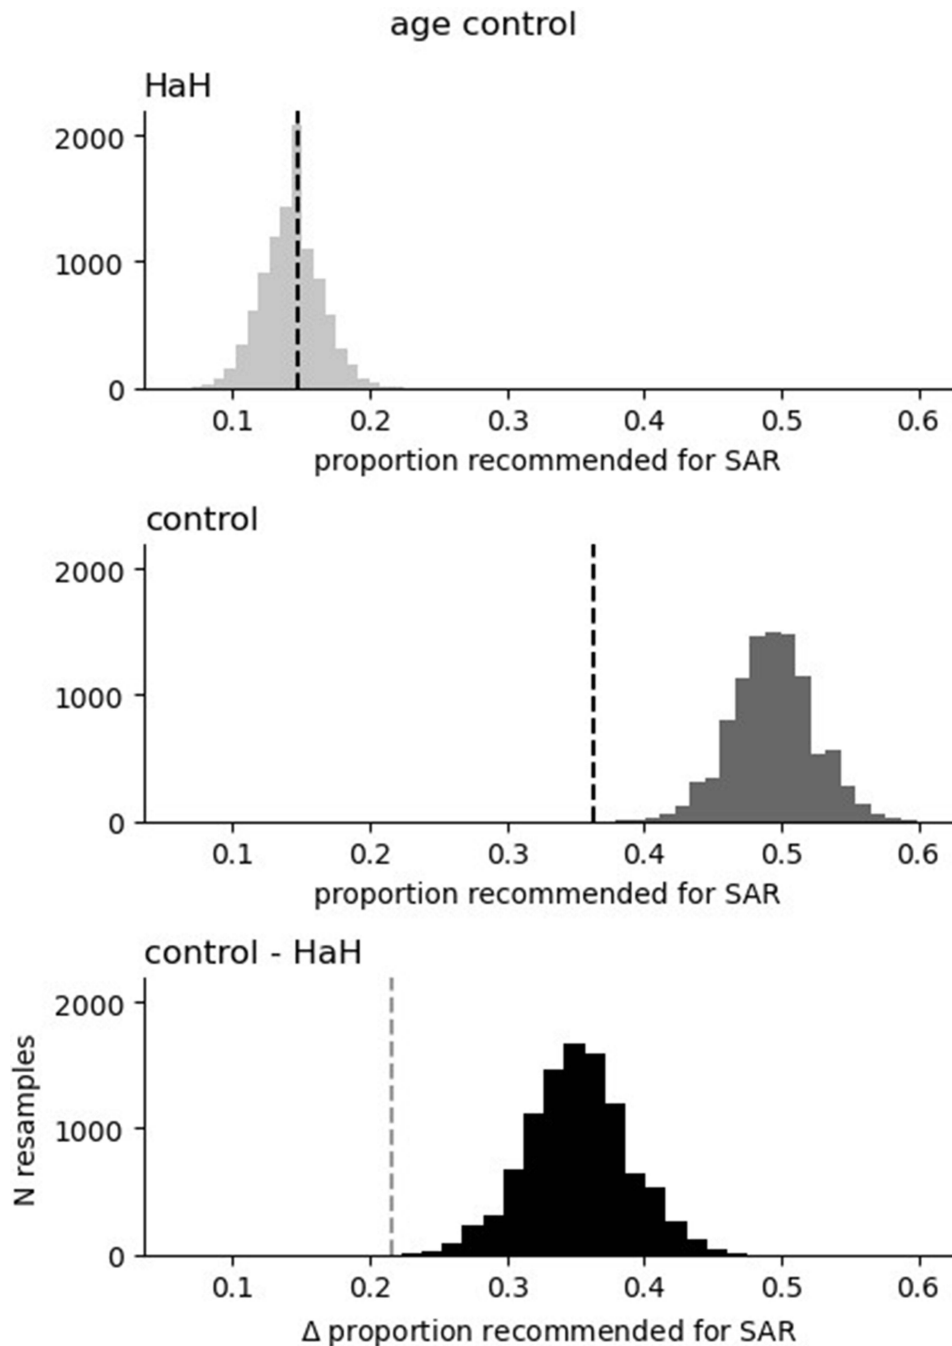 age control
HaH
2000
1000
0
0.1 0.2 0.3 0.4 0.5 0.6
proportion recommended for SAR
control
2000
1000
0
0.1 0.2 0.3 0.4 0.5 0.6
proportion recommended for SAR
control - HaH
N resamples
2000
1000
0
0.1 0.2 0.3 0.4 0.5 0.6
Δ proportion recommended for SAR